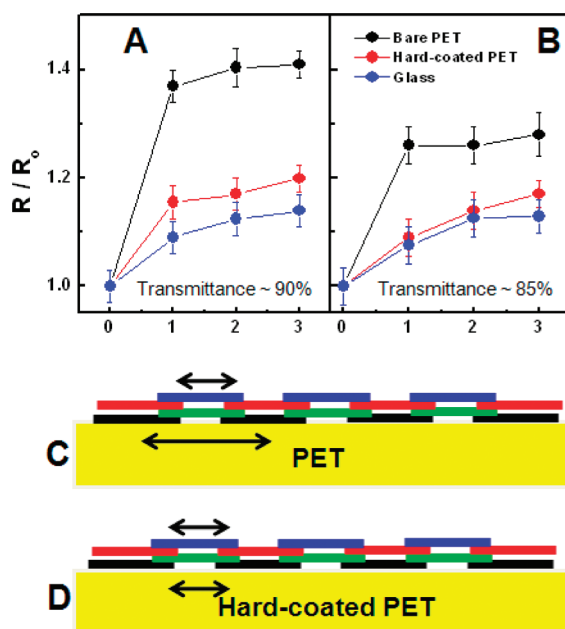 A
B
Bare PET
Hard-coated PET
Glass
R / Ro
1.4
1.2
1.0
Transmittance ~ 90%
Transmittance ~ 85%
0 1 2 3
0 1 2 3
C
PET
D
Hard-coated PET